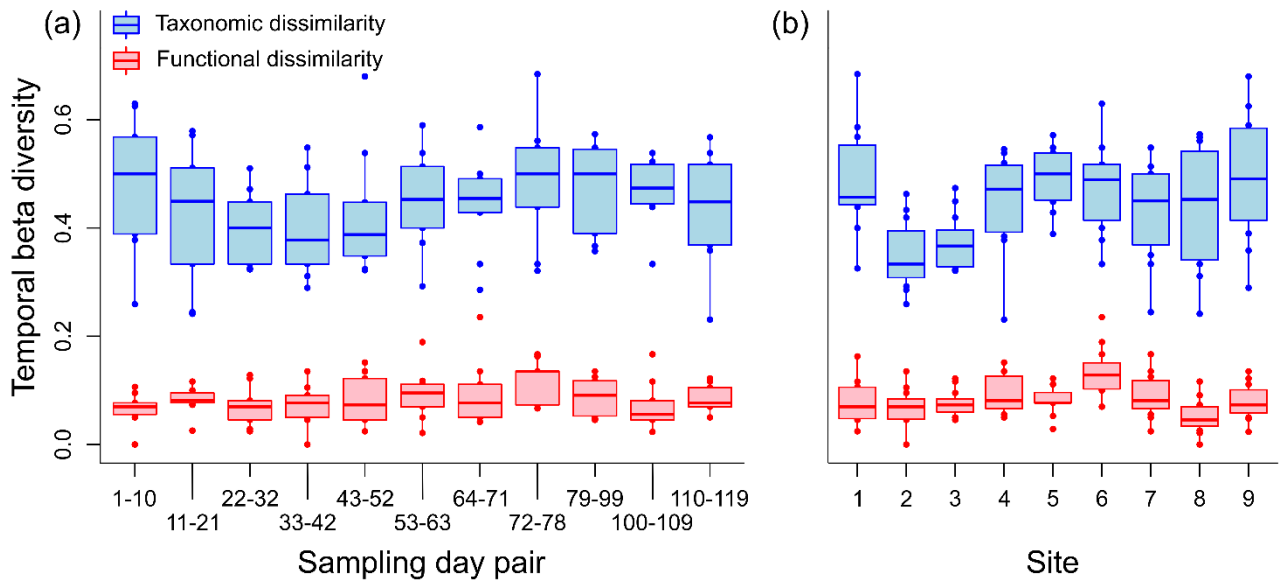 (a)
Taxonomic dissimilarity
Functional dissimilarity
Temporal beta diversity
0.6
0.4
0.2
0.0
1-10 22-32 43-52 64-71 79-99 110-119
11-21 33-42 53-63 72-78 100-109
Sampling day pair
(b)
1 2 3 4 5 6 7 8 9
Site